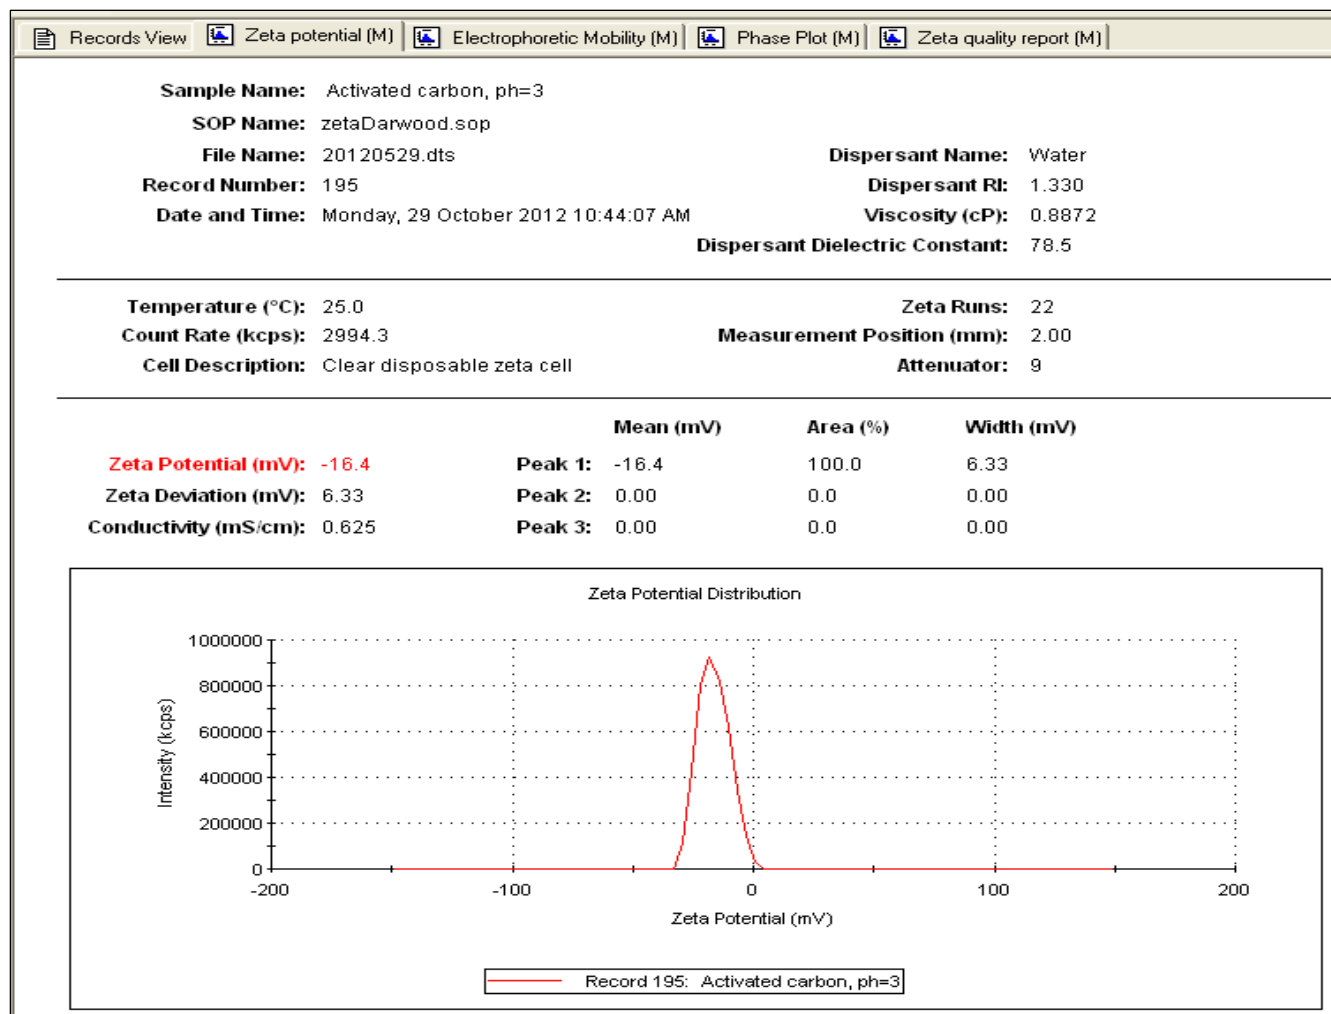 Records View Zeta potential (M) Electrophoretic Mobility (M) Phase Plot (M) Zeta quality report (M)
Sample Name: Activated carbon, ph=3
SOP Name: zetaDarwood.sop
File Name: 20120529.dts Dispersant Name: Water
Record Number: 195 Dispersant RI: 1.330
Date and Time: Monday, 29 October 2012 10:44:07 AM Viscosity (cP): 0.8872
Dispersant Dielectric Constant: 78.5
Temperature (°C): 25.0 Zeta Runs: 22
Count Rate (kcps): 2994.3 Measurement Position (mm): 2.00
Cell Description: Clear disposable zeta cell Attenuator: 9
Mean (mV) Area (%) Width (mV)
Zeta Potential (mV): -16.4 Peak 1: -16.4 100.0 6.33
Zeta Deviation (mV): 6.33 Peak 2: 0.00 0.0 0.00
Conductivity (mS/cm): 0.625 Peak 3: 0.00 0.0 0.00
Zeta Potential Distribution
1000000
800000
600000
400000
200000
0
Intensity (kcps)
-200 -100 0 100 200
Zeta Potential (mV)
Record 195: Activated carbon, ph=3